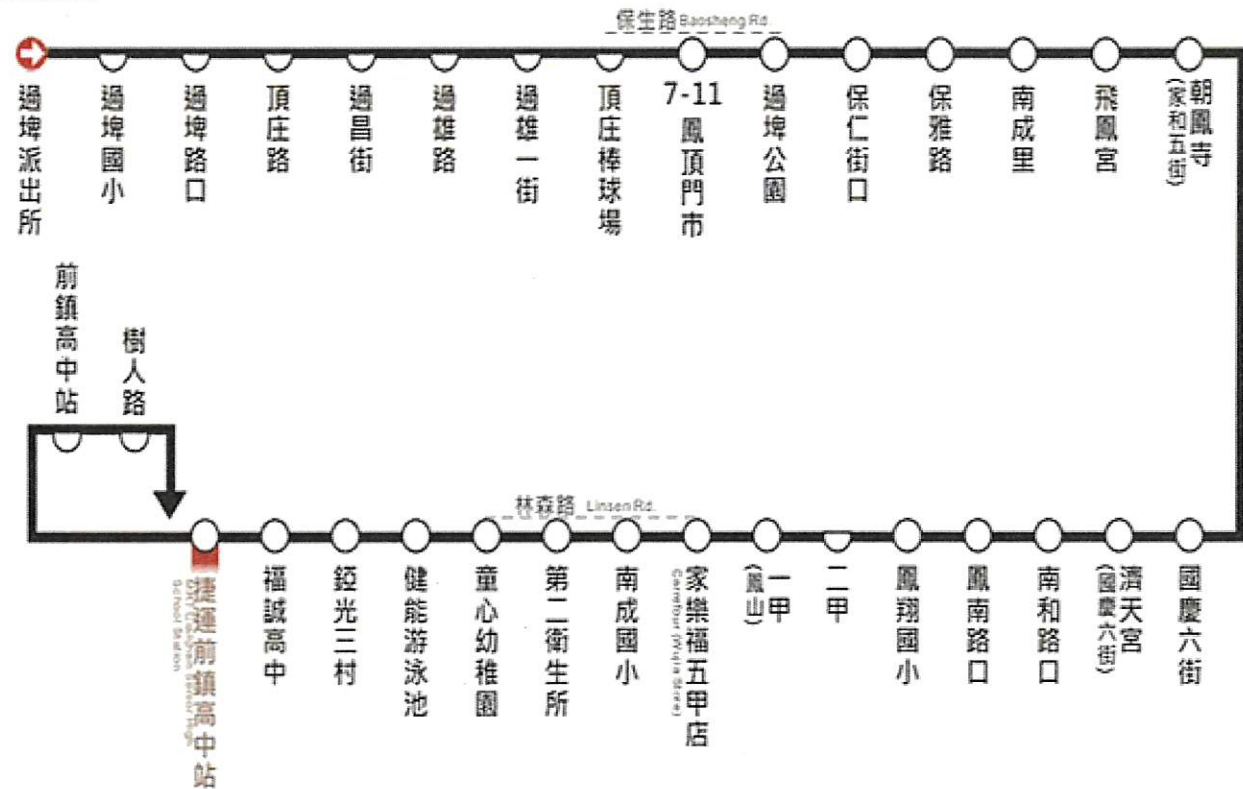 保生路 Baosheng Rd.
過埤派出所
過埤國小
過埤路口
頂庄路
過昌街
過雄路
過雄一街
頂庄棒球場
7-11鳳頂門市
過埤公園
保仁街口
保雅路
南成里
飛鳳宮
朝鳳寺
(家和五街)
前鎮高中站
樹人路
林森路 Linsen Rd.
捷運前鎮高中站
福誠高中
錏光三村
健能游泳池
童心幼稚園
第二衛生所
南成國小
家樂福五甲店
Carrefour (Wujia Store)
一甲
(鳳山)
二甲
鳳翔國小
鳳南路口
南和路口
濟天宮
(國慶六街)
國慶六街